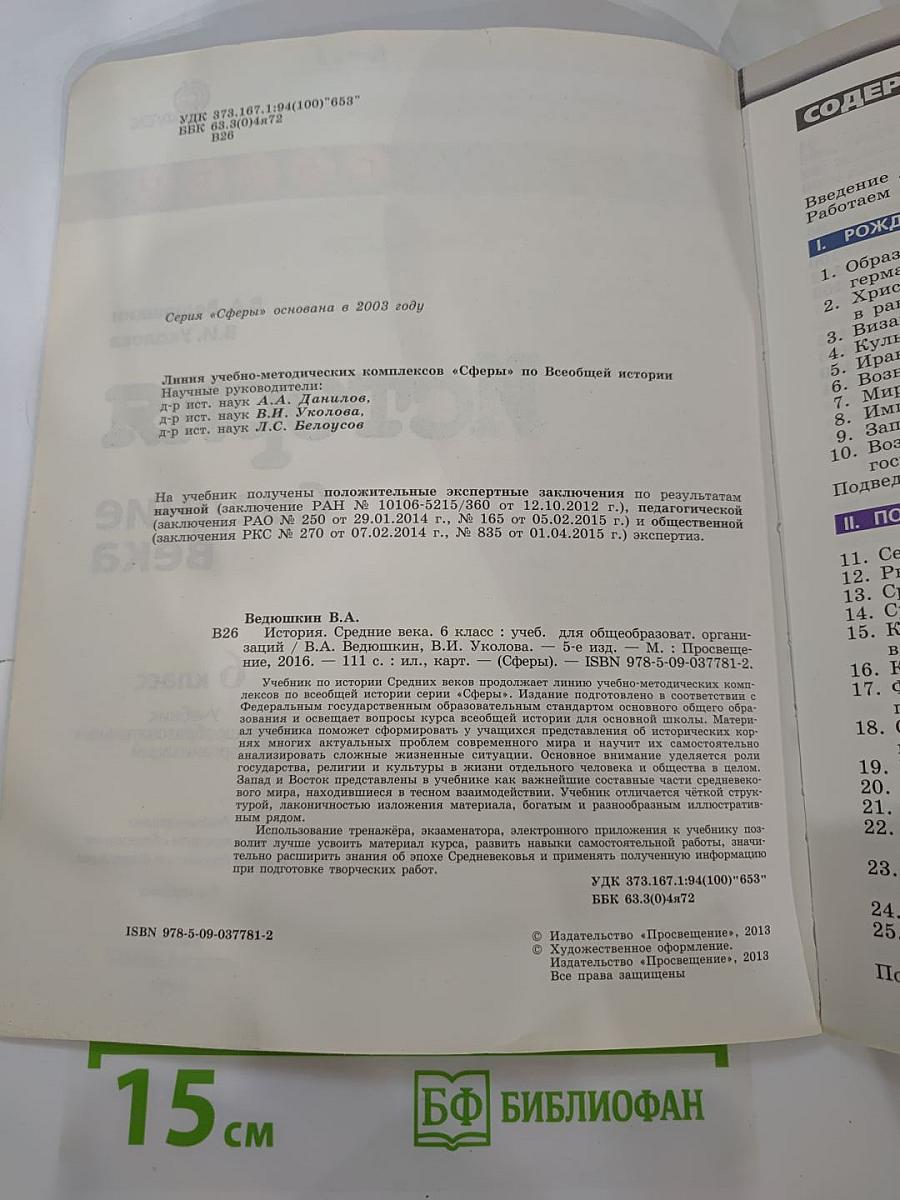 УДК 373.167.1:94(100)"653"
ББК 63.3(0)4я72
В26
Серия «Сферы» основана в 2003 году
Линия учебно-методических комплексов «Сферы» по Всеобщей истории
Научные руководители:
д-р ист. наук А.А. Данилов,
д-р ист. наук В.И. Уколова,
д-р ист. наук Л.С. Белоусов
На учебник получены положительные экспертные заключения по результатам
научной (заключение РАН № 10106-5215/360 от 12.10.2012 г.), педагогической
(заключения РАО № 250 от 29.01.2014 г., № 165 от 05.02.2015 г.) и общественной
(заключения РКС № 270 от 07.02.2014 г., № 835 от 01.04.2015 г.) экспертиз.
Ведюшкин В.А.
В26 История. Средние века. 6 класс : учеб. для общеобразоват. органи-
заций / В.А. Ведюшкин, В.И. Уколова. — 5-е изд. — М. : Просвеще-
ние, 2016. — 111 с. : ил., карт. — (Сферы). — ISBN 978-5-09-037781-2.
Учебник по истории Средних веков продолжает линию учебно-методических комп-
лексов по всеобщей истории серии «Сферы». Издание подготовлено в соответствии с
Федеральным государственным образовательным стандартом основного общего обра-
зования и освещает вопросы курса всеобщей истории для основной школы. Матери-
ал учебника поможет сформировать у учащихся представления об исторических кор-
нях многих актуальных проблем современного мира и научит их самостоятельно
анализировать сложные жизненные ситуации. Основное внимание уделяется роли
государства, религии и культуры в жизни отдельного человека и общества в целом.
Запад и Восток представлены в учебнике как важнейшие составные части средневеко-
вого мира, находившиеся в тесном взаимодействии. Учебник отличается чёткой струк-
турой, лаконичностью изложения материала, богатым и разнообразным иллюстратив-
ным рядом.
Использование тренажёра, экзаменатора, электронного приложения к учебнику поз-
волит лучше усвоить материал курса, развить навыки самостоятельной работы, значи-
тельно расширить знания об эпохе Средневековья и применять полученную информацию
при подготовке творческих работ.
УДК 373.167.1:94(100)"653"
ББК 63.3(0)4я72
ISBN 978-5-09-037781-2
© Издательство «Просвещение», 2013
© Художественное оформление.
Издательство «Просвещение», 2013
Все права защищены
СОДЕР
Введение
Работаем
I. РОЖД
1. Образ
герма
2. Хрис
в ран
3. Виза
4. Куль
5. Иран
6. Возн
7. Мир
8. Имп
9. Зап
10. Воз
гос
Подвед
II. ПО
11. Се
12. Ры
13. Ср
14. С
15. К
в
16. К
17.
18.
19.
20.
21.
22.
23.
24.
25.
По
15 см
БФ БИБЛИОФАН